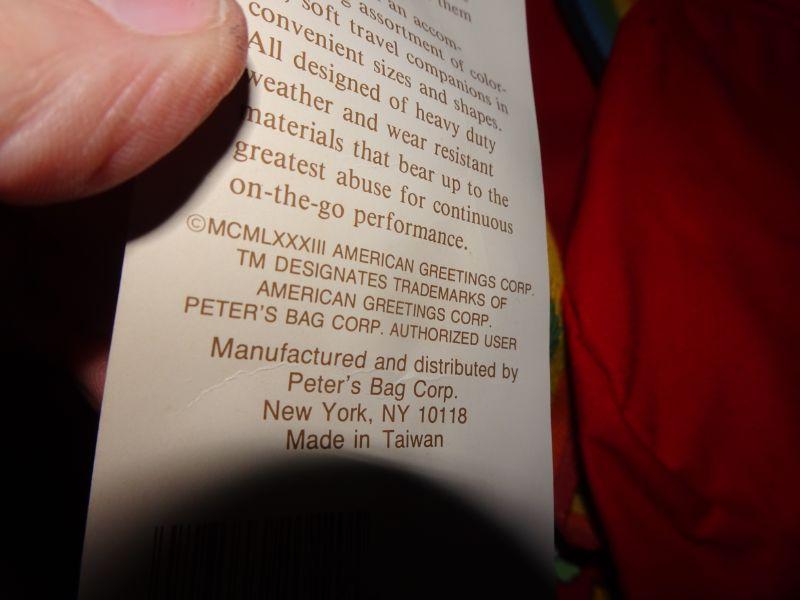 an accom-
assortment of color-
soft travel companions in
convenient sizes and shapes.
All designed of heavy duty
weather and wear resistant
materials that bear up to the
greatest abuse for continuous
on-the-go performance.
©MCMLXXXIII AMERICAN GREETINGS CORP.
TM DESIGNATES TRADEMARKS OF
AMERICAN GREETINGS CORP.
PETER'S BAG CORP. AUTHORIZED USER
Manufactured and distributed by
Peter's Bag Corp.
New York, NY 10118
Made in Taiwan